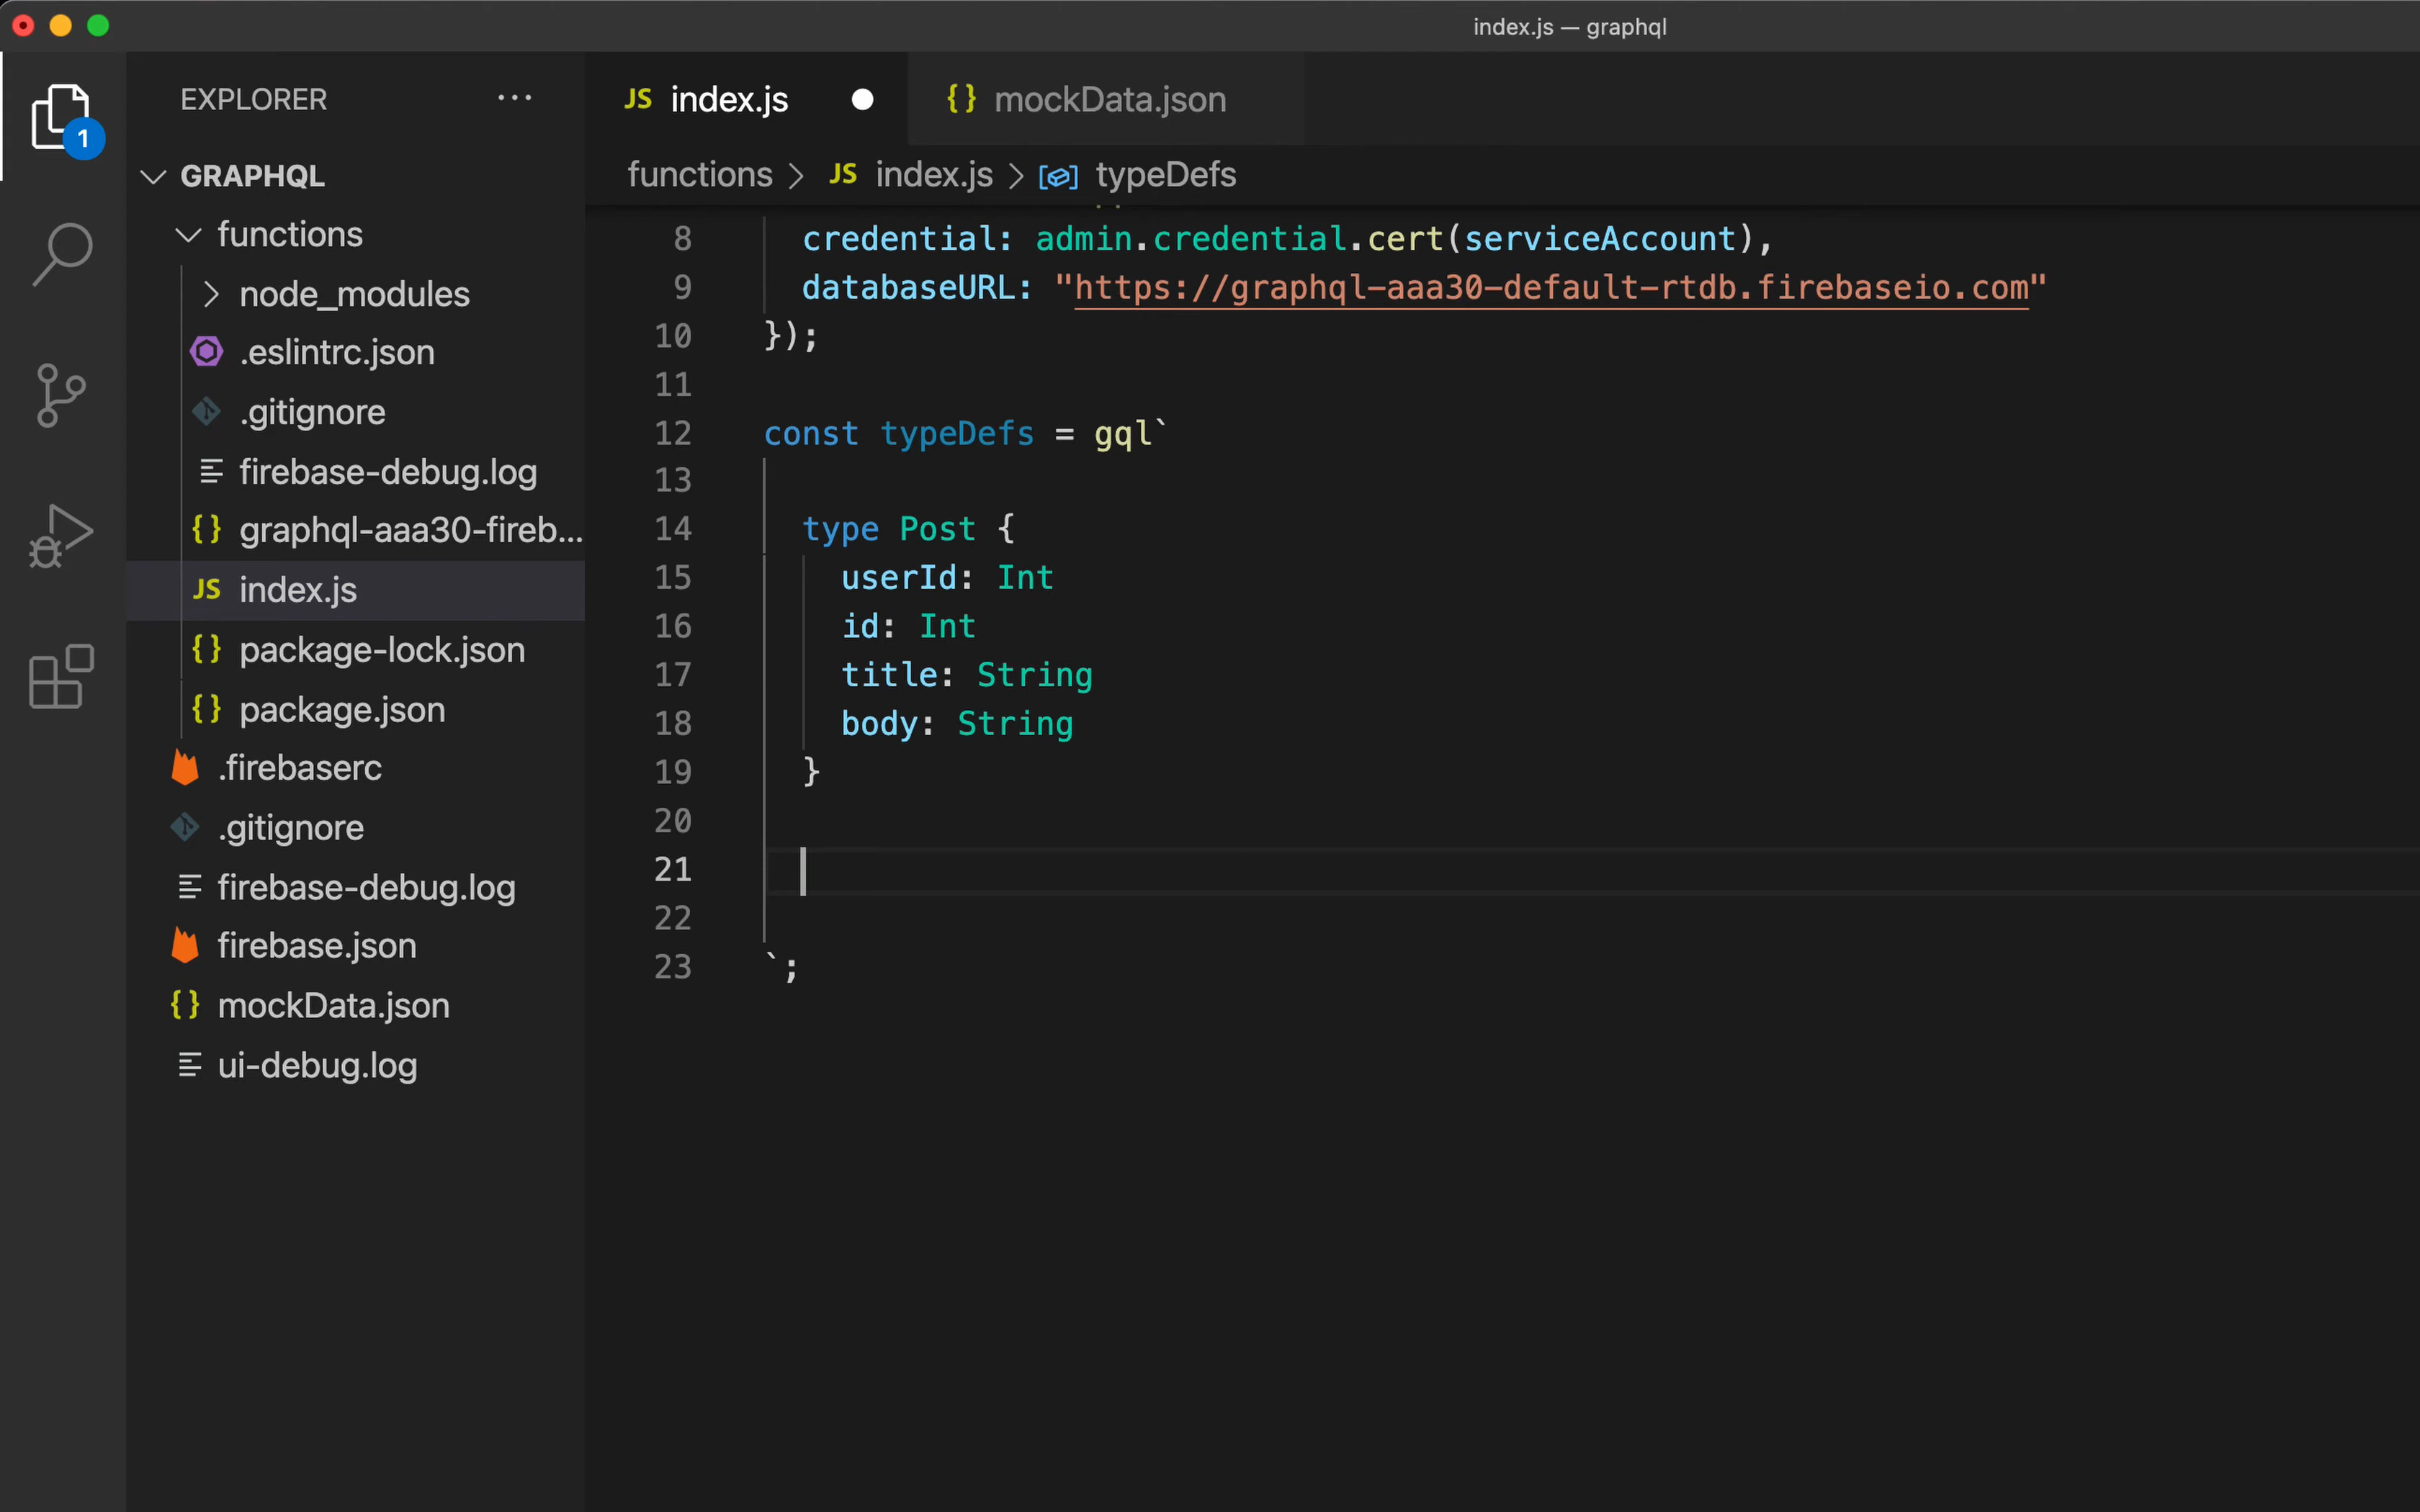 index.js — graphql
EXPLORER ...
JS index.js
{} mockData.json
1
GRAPHQL
functions > JS index.js > typeDefs
functions
node_modules
.eslintrc.json
.gitignore
firebase-debug.log
{} graphql-aaa30-fireb...
JS index.js
{} package-lock.json
{} package.json
.firebaserc
.gitignore
firebase-debug.log
firebase.json
{} mockData.json
ui-debug.log
8 credential: admin.credential.cert(serviceAccount),
9 databaseURL: "https://graphql-aaa30-default-rtdb.firebaseio.com"
10 });
11
12 const typeDefs = gql`
13
14 type Post {
15 userId: Int
16 id: Int
17 title: String
18 body: String
19 }
20
21
22
23 `;